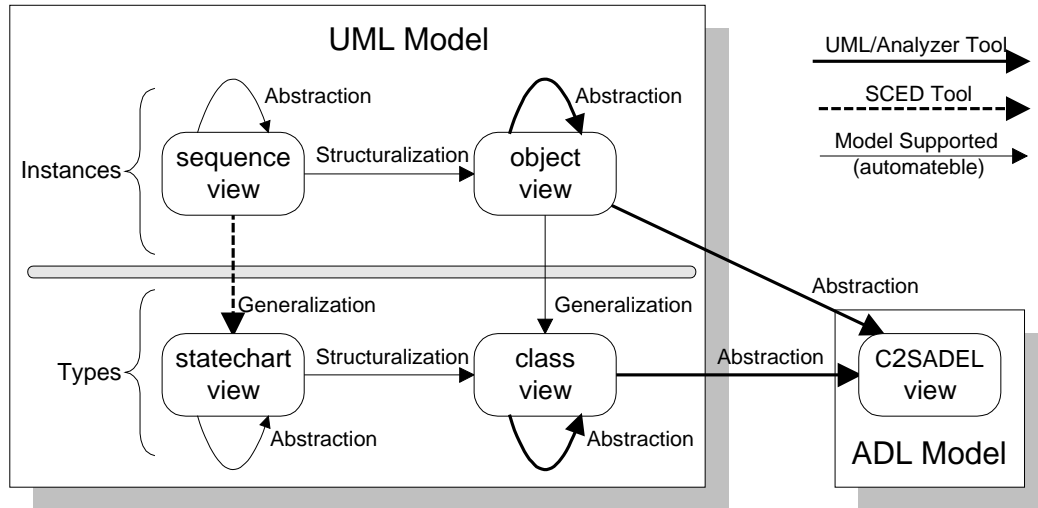 UML Model
UML/Analyzer Tool
SCED Tool
Model Supported
(automateble)
Abstraction
Abstraction
Instances
sequence
view
Structuralization
object
view
Abstraction
Generalization
Generalization
Types
statechart
view
Structuralization
class
view
Abstraction
C2SADEL
view
Abstraction
Abstraction
ADL Model